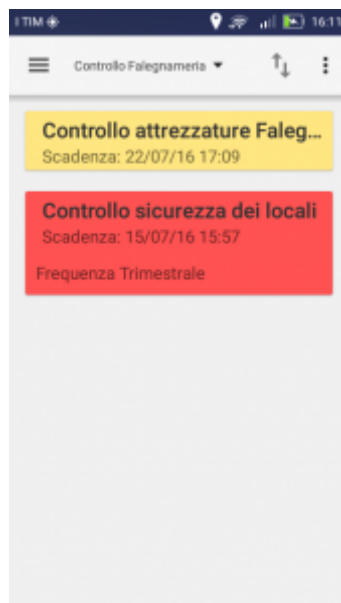 I TIM
16:11
Controllo Falegnameria
Controllo attrezzature Faleg...
Scadenza: 22/07/16 17:09
Controllo sicurezza dei locali
Scadenza: 15/07/16 15:57
Frequenza Trimestrale